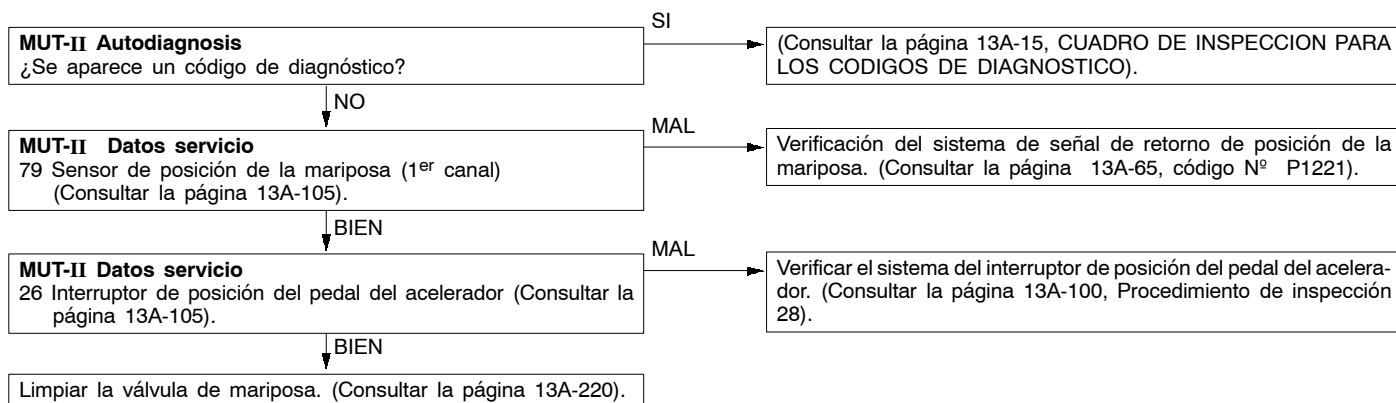 MUT-II Autodiagnosis
¿Se aparece un código de diagnóstico?
SI
(Consultar la página 13A-15, CUADRO DE INSPECCION PARA
LOS CODIGOS DE DIAGNOSTICO).
NO
MUT-II Datos servicio
79 Sensor de posición de la mariposa (1er canal)
(Consultar la página 13A-105).
MAL
Verificación del sistema de señal de retorno de posición de la
mariposa. (Consultar la página 13A-65, código Nº P1221).
BIEN
MUT-II Datos servicio
26 Interruptor de posición del pedal del acelerador (Consultar la
página 13A-105).
MAL
Verificar el sistema del interruptor de posición del pedal del acelera-
dor. (Consultar la página 13A-100, Procedimiento de inspección
28).
BIEN
Limpiar la válvula de mariposa. (Consultar la página 13A-220).